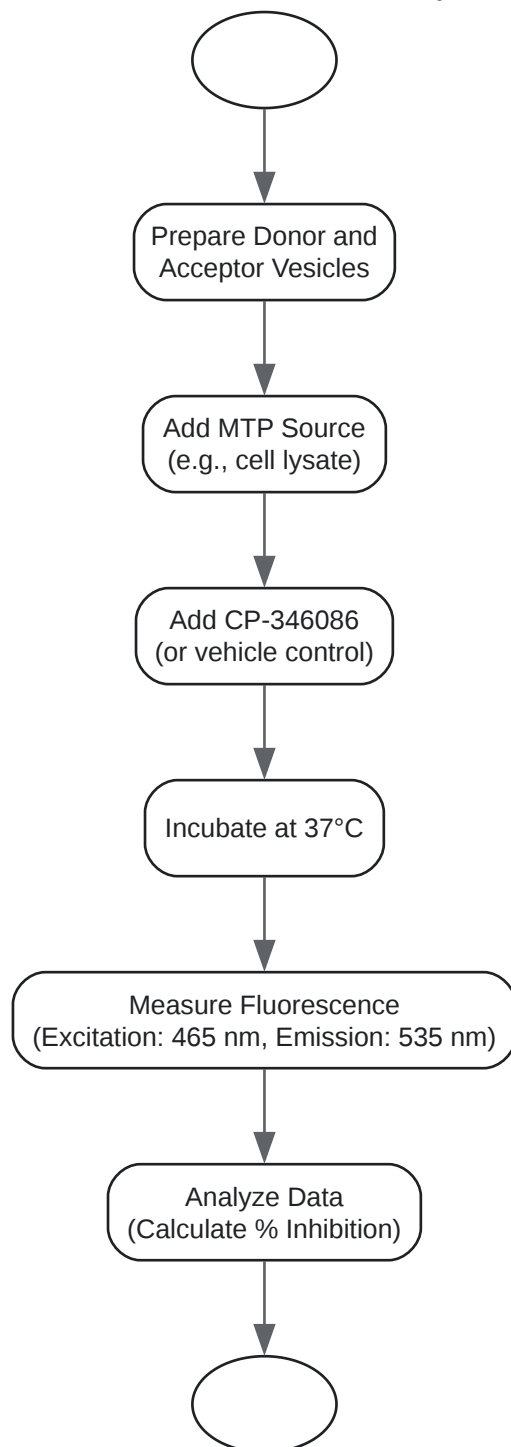 Prepare Donor and
Acceptor Vesicles
Add MTP Source
(e.g., cell lysate)
Add CP-346086
(or vehicle control)
Incubate at 37°C
Measure Fluorescence
(Excitation: 465 nm, Emission: 535 nm)
Analyze Data
(Calculate % Inhibition)